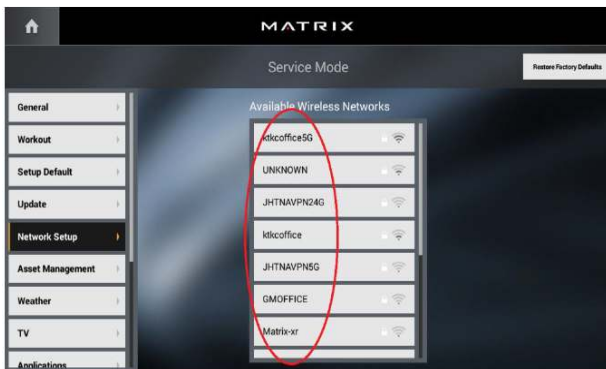 MATRIX
Service Mode
Restore Factory Defaults
General
Workout
Setup Default
Update
Network Setup
Asset Management
Weather
TV
Applications
Available Wireless Networks
ktkcoffice5G
UNKNOWN
JHTNAVPN24G
ktkcoffice
JHTNAVPN5G
GMOFFICE
Matrix-xr